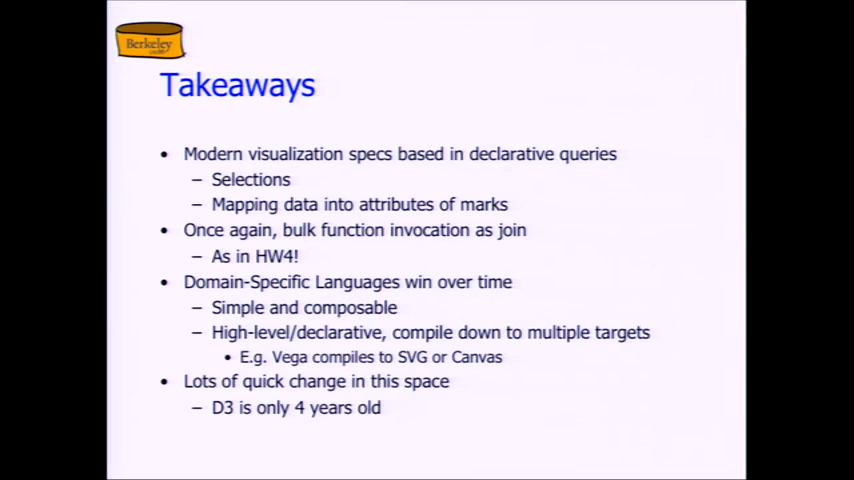 Berkeley
Takeaways
• Modern visualization specs based in declarative queries
– Selections
– Mapping data into attributes of marks
• Once again, bulk function invocation as join
– As in HW4!
• Domain-Specific Languages win over time
– Simple and composable
– High-level/declarative, compile down to multiple targets
• E.g. Vega compiles to SVG or Canvas
• Lots of quick change in this space
– D3 is only 4 years old